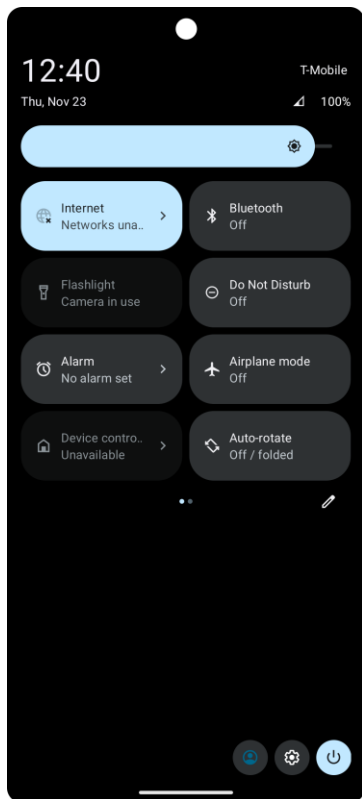 12:40
T-Mobile
Thu, Nov 23
100%
Internet
Networks una..
Bluetooth
Off
Flashlight
Camera in use
Do Not Disturb
Off
Alarm
No alarm set
Airplane mode
Off
Device contro..
Unavailable
Auto-rotate
Off / folded